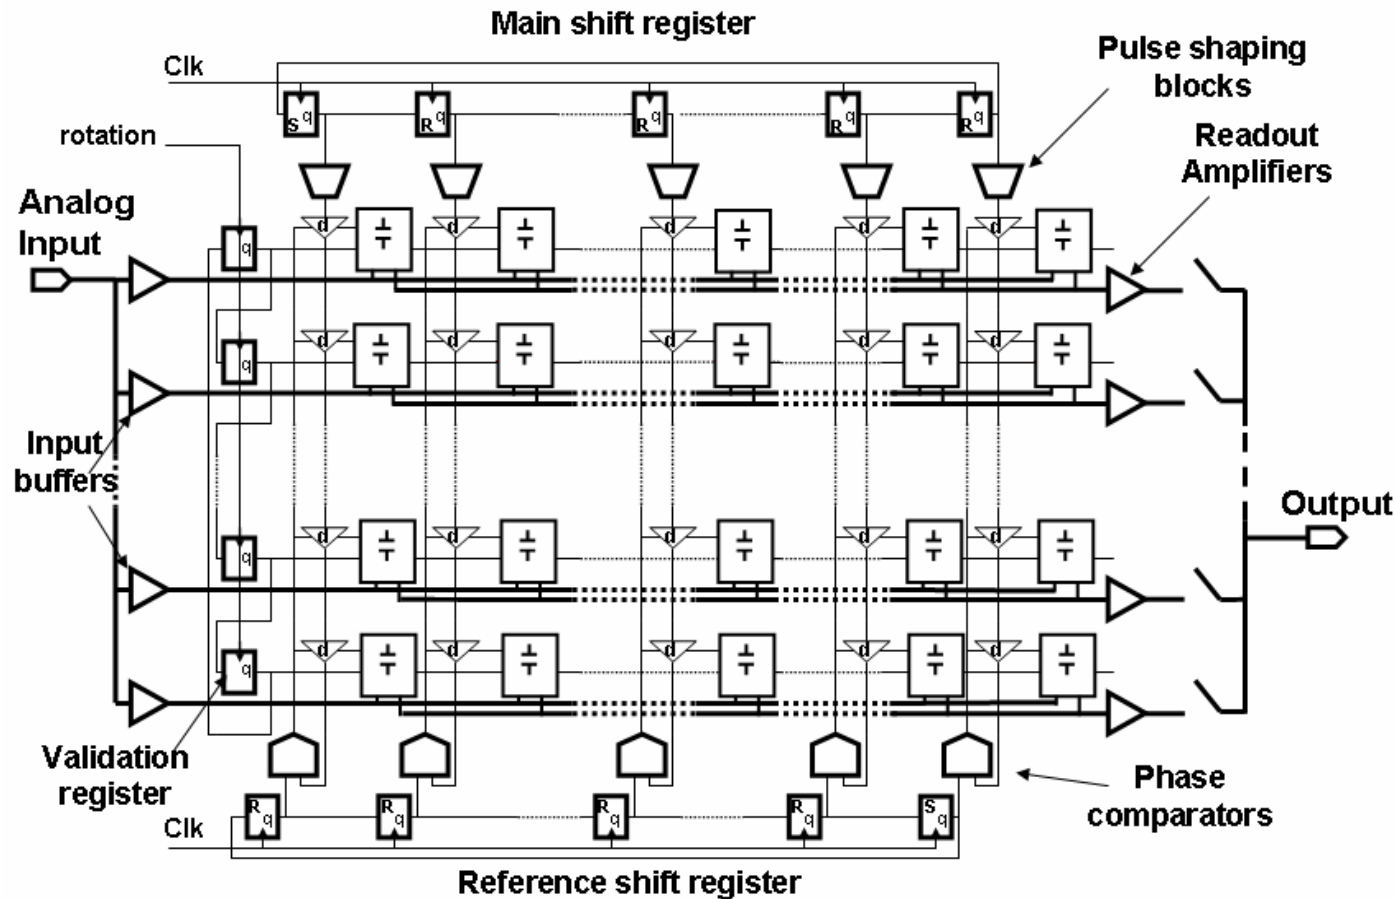 Main shift register
Clk
Pulse shaping
blocks
S q
R q
R q
R q
R q
rotation
Readout
Amplifiers
Analog
Input
q
d
d
d
d
d
q
d
d
d
d
d
Input
buffers
Output
q
d
d
d
d
d
q
d
d
d
d
d
Validation
register
Phase
comparators
R q
R q
R q
R q
S q
Clk
Reference shift register